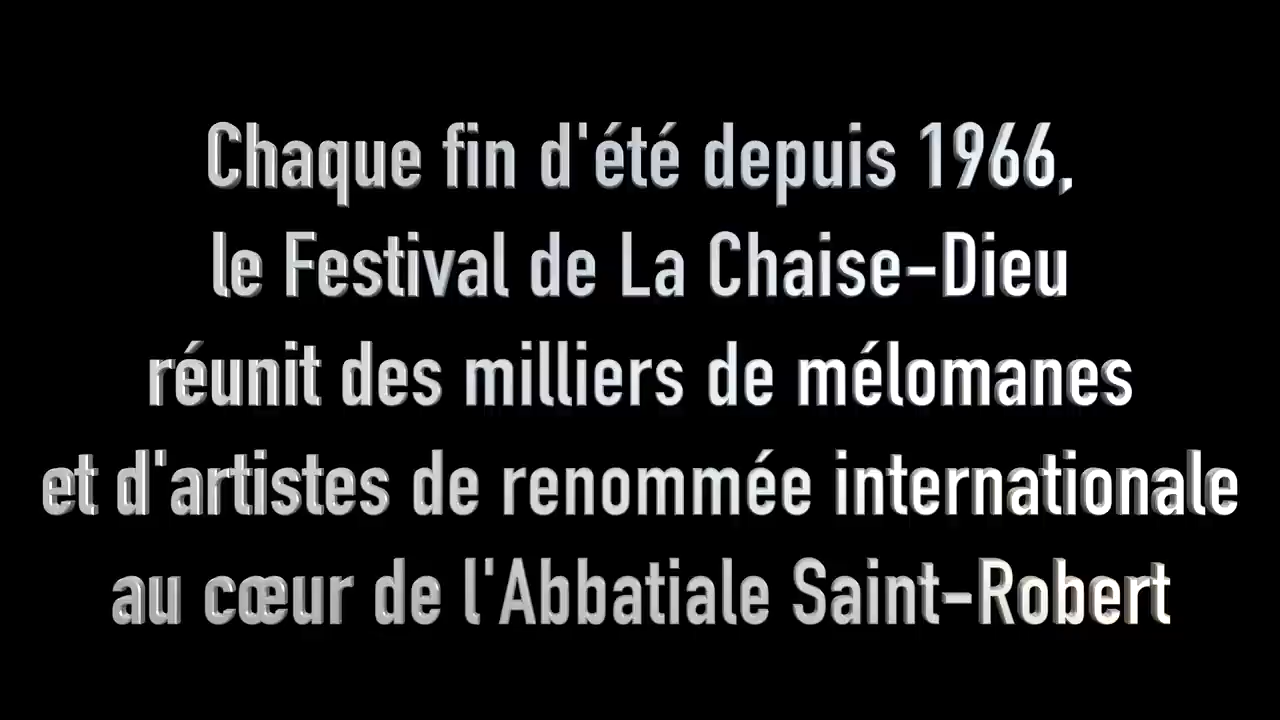 Chaque fin d'été depuis 1966,
le Festival de La Chaise-Dieu
réunit des milliers de mélomanes
et d'artistes de renommée internationale
au cœur de l'Abbatiale Saint-Robert